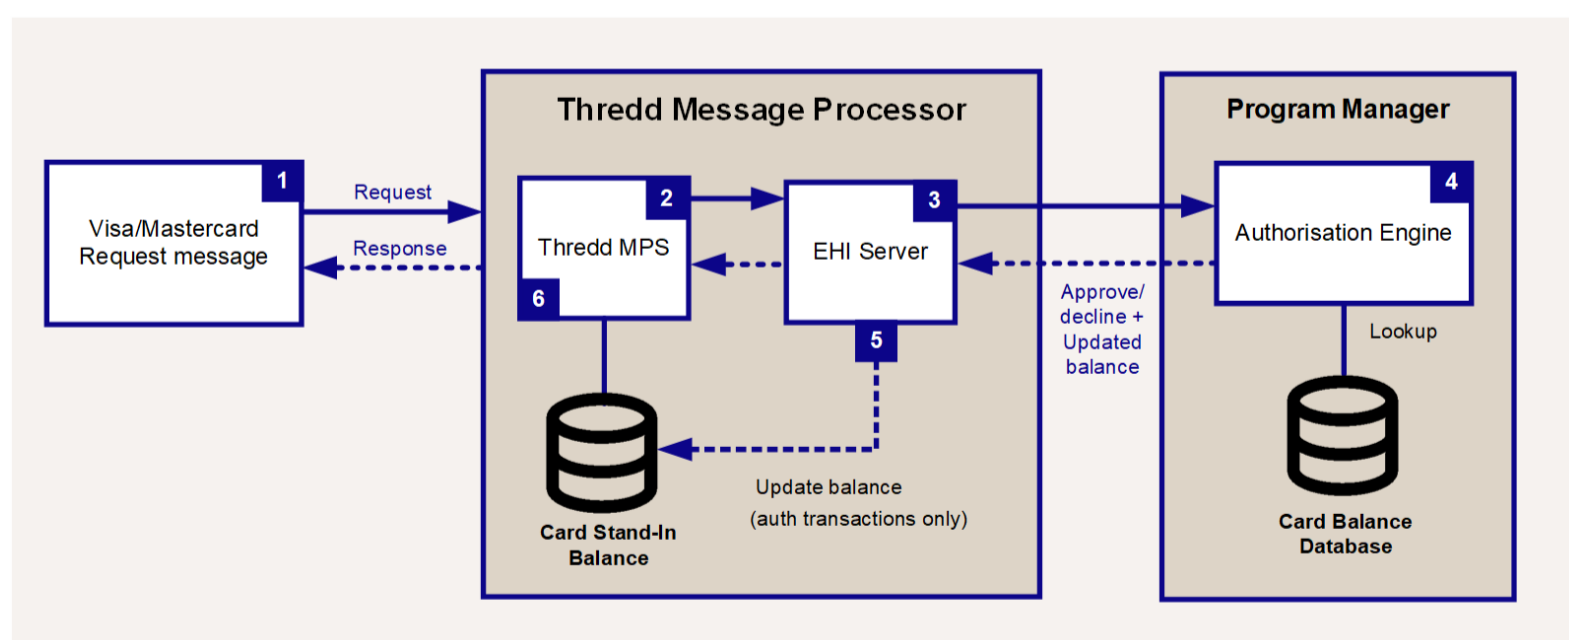 Thredd Message Processor
Program Manager
1
Visa/Mastercard
Request message
Request
Response
2
Thredd MPS
6
3
EHI Server
5
4
Authorisation Engine
Approve/
decline +
Updated
balance
Lookup
Update balance
(auth transactions only)
Card Stand-In
Balance
Card Balance
Database